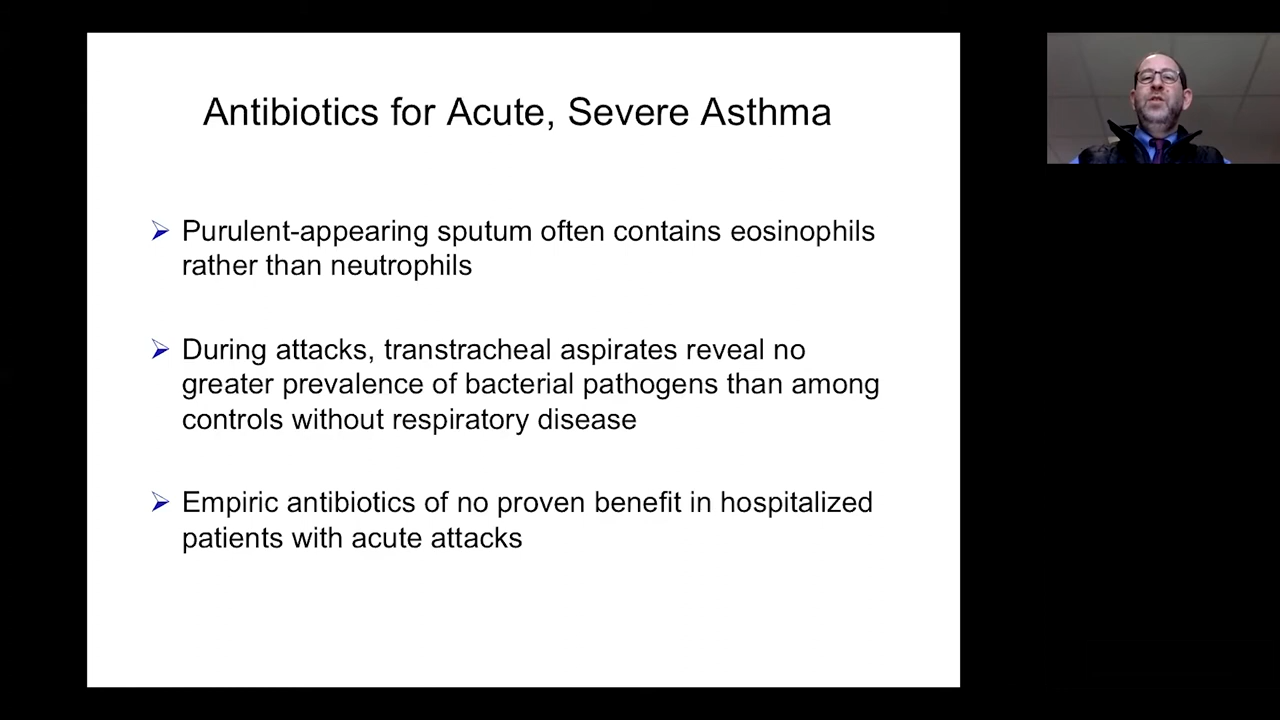 Antibiotics for Acute, Severe Asthma
Purulent-appearing sputum often contains eosinophils
rather than neutrophils
During attacks, transtracheal aspirates reveal no
greater prevalence of bacterial pathogens than among
controls without respiratory disease
Empiric antibiotics of no proven benefit in hospitalized
patients with acute attacks